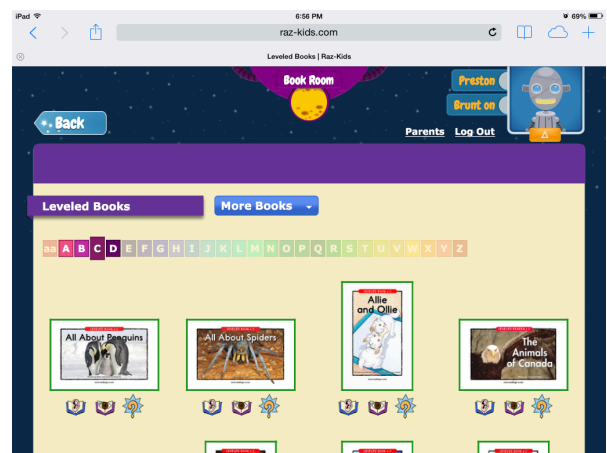 iPad 6:56 PM 69%
raz-kids.com
Leveled Books | Raz-Kids
Book Room
Preston
Brunt on
Back
Parents Log Out
Leveled Books More Books
aa A B C D E F G H I J K L M N O P Q R S T U V W X Y Z
All About Penguins
All About Spiders
Allie
and Ollie
The
Animals
of Canada